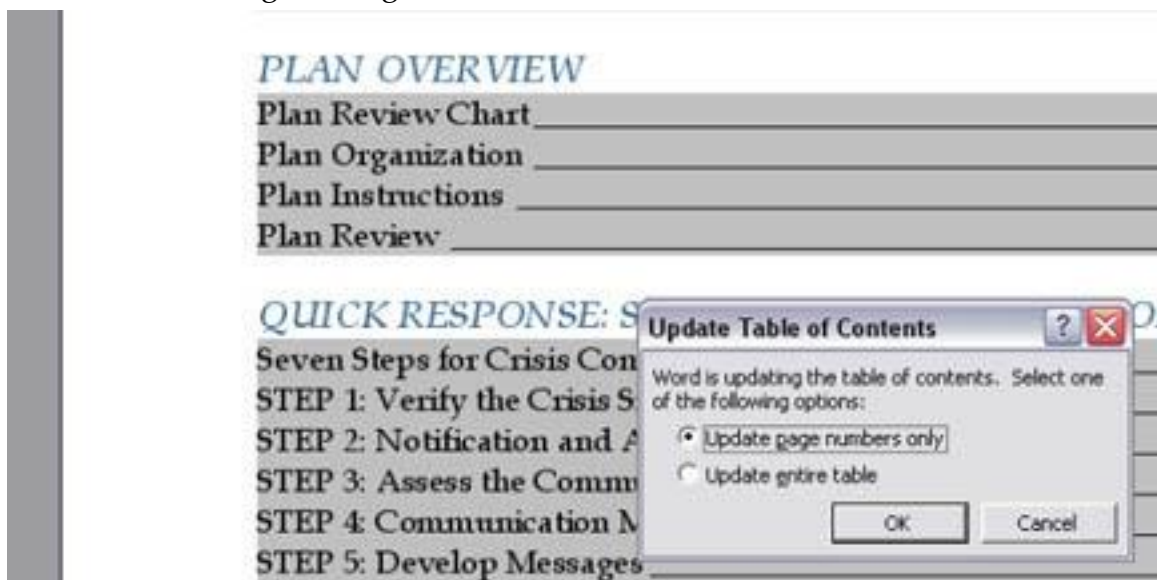 PLAN OVERVIEW
Plan Review Chart
Plan Organization
Plan Instructions
Plan Review
QUICK RESPONSE: S
Seven Steps for Crisis Con
STEP 1: Verify the Crisis S
STEP 2: Notification and A
STEP 3: Assess the Commu
STEP 4: Communication M
STEP 5: Develop Messages
Update Table of Contents
Word is updating the table of contents. Select one
of the following options:
Update page numbers only
Update entire table
OK Cancel